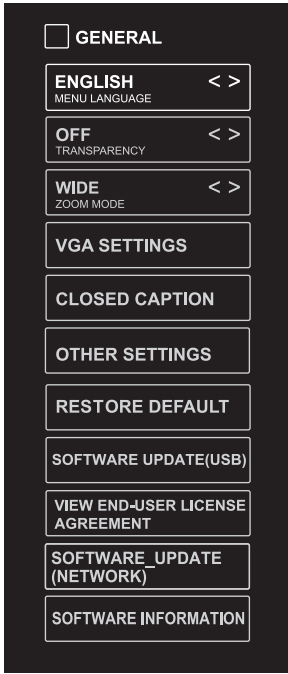 GENERAL
ENGLISH < >
MENU LANGUAGE
OFF < >
TRANSPARENCY
WIDE < >
ZOOM MODE
VGA SETTINGS
CLOSED CAPTION
OTHER SETTINGS
RESTORE DEFAULT
SOFTWARE UPDATE(USB)
VIEW END-USER LICENSE
AGREEMENT
SOFTWARE_UPDATE
(NETWORK)
SOFTWARE INFORMATION